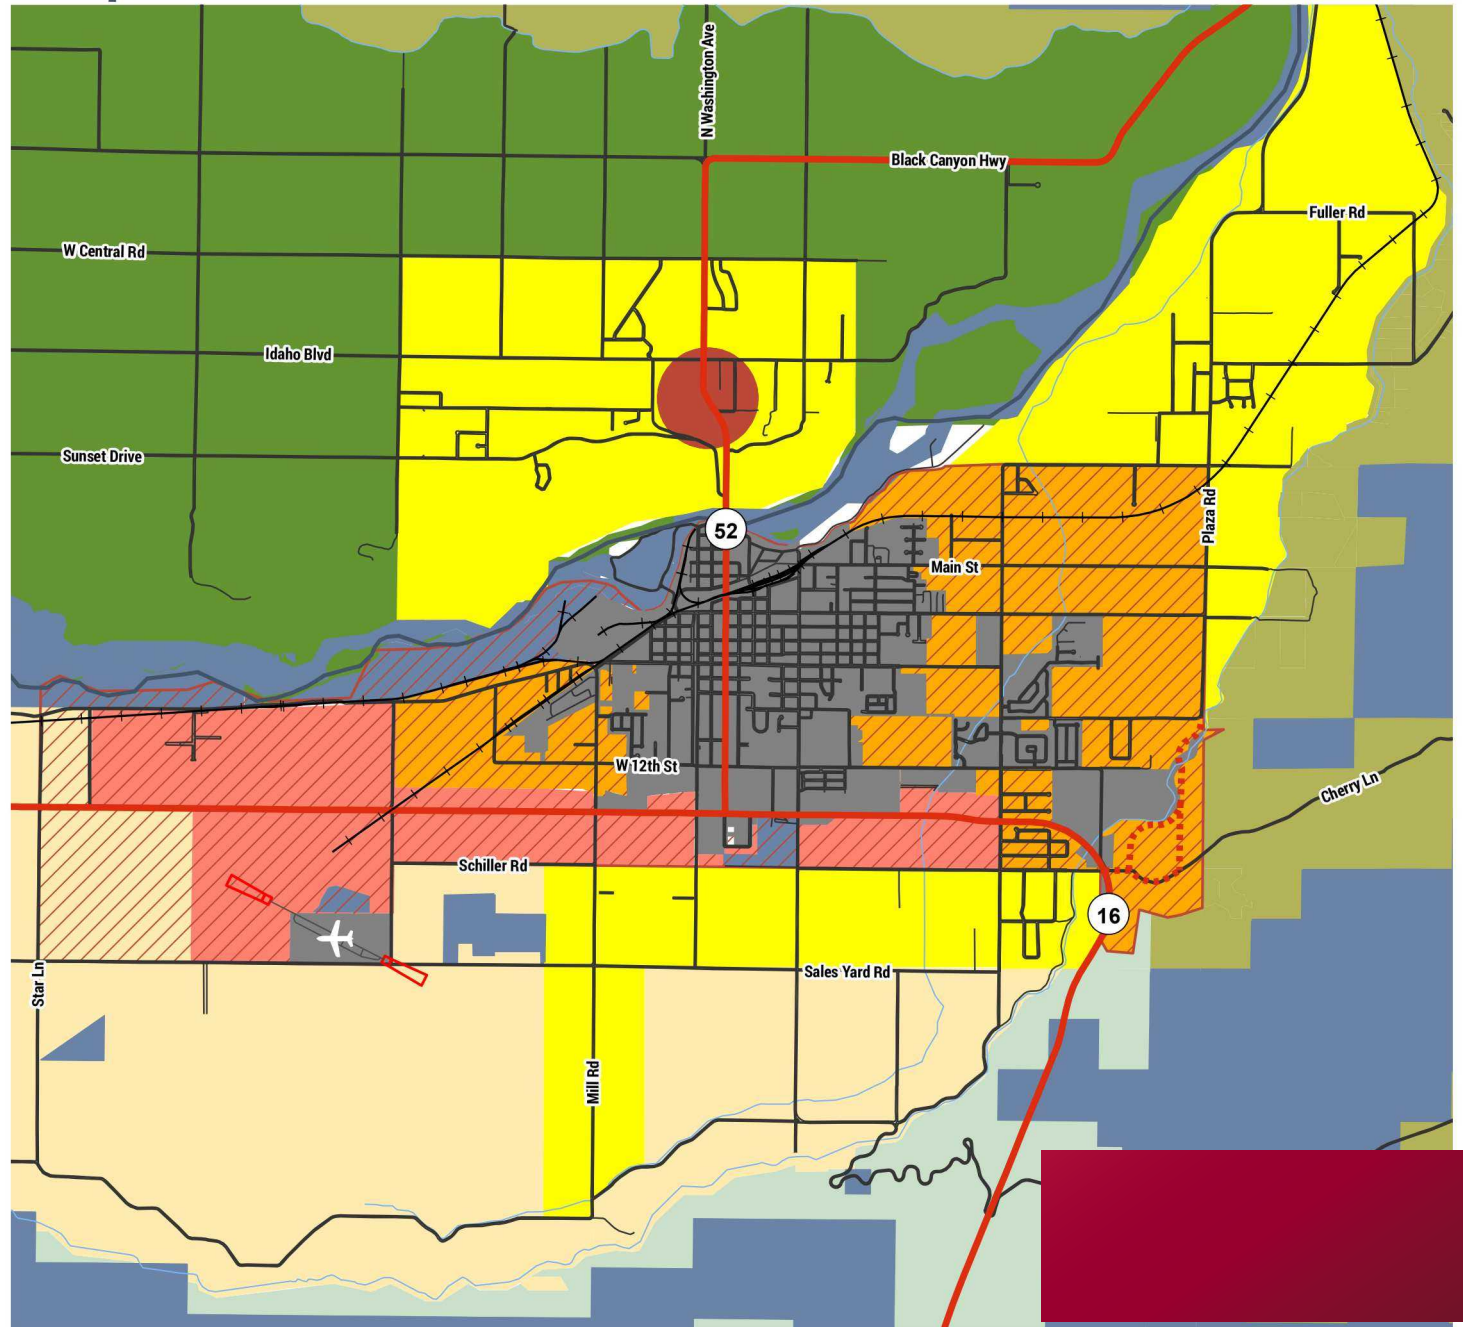 N Washington Ave
Black Canyon Hwy
Fuller Rd
W Central Rd
Idaho Blvd
Sunset Drive
Plaza Rd
52
Main St
W 12th St
Cherry Ln
Schiller Rd
16
Star Ln
Sales Yard Rd
Mill Rd